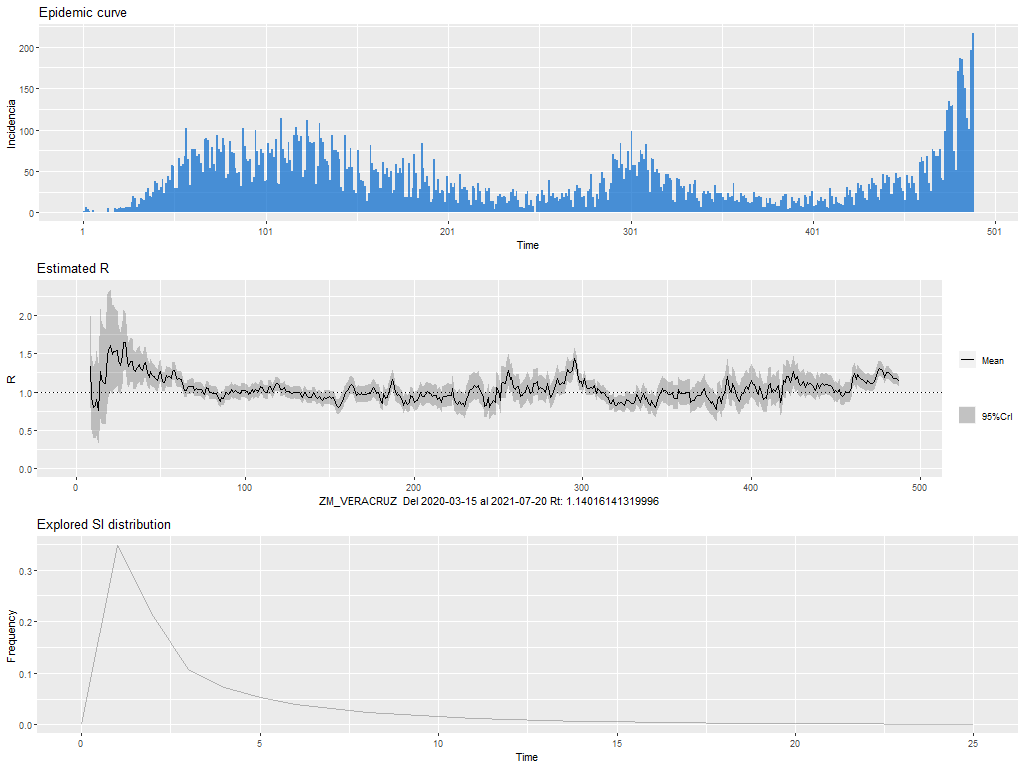 Epidemic curve
200
150
100
50
0
Incidencia
1 101 201 301 401 501
Time
Estimated R
2.0
1.5
1.0
0.5
0.0
R
Mean
95%CrI
0 100 200 300 400 500
ZM_VERACRUZ Del 2020-03-15 al 2021-07-20 Rt: 1.14016141319996
Explored SI distribution
0.3
0.2
0.1
0.0
Frequency
0 5 10 15 20 25
Time